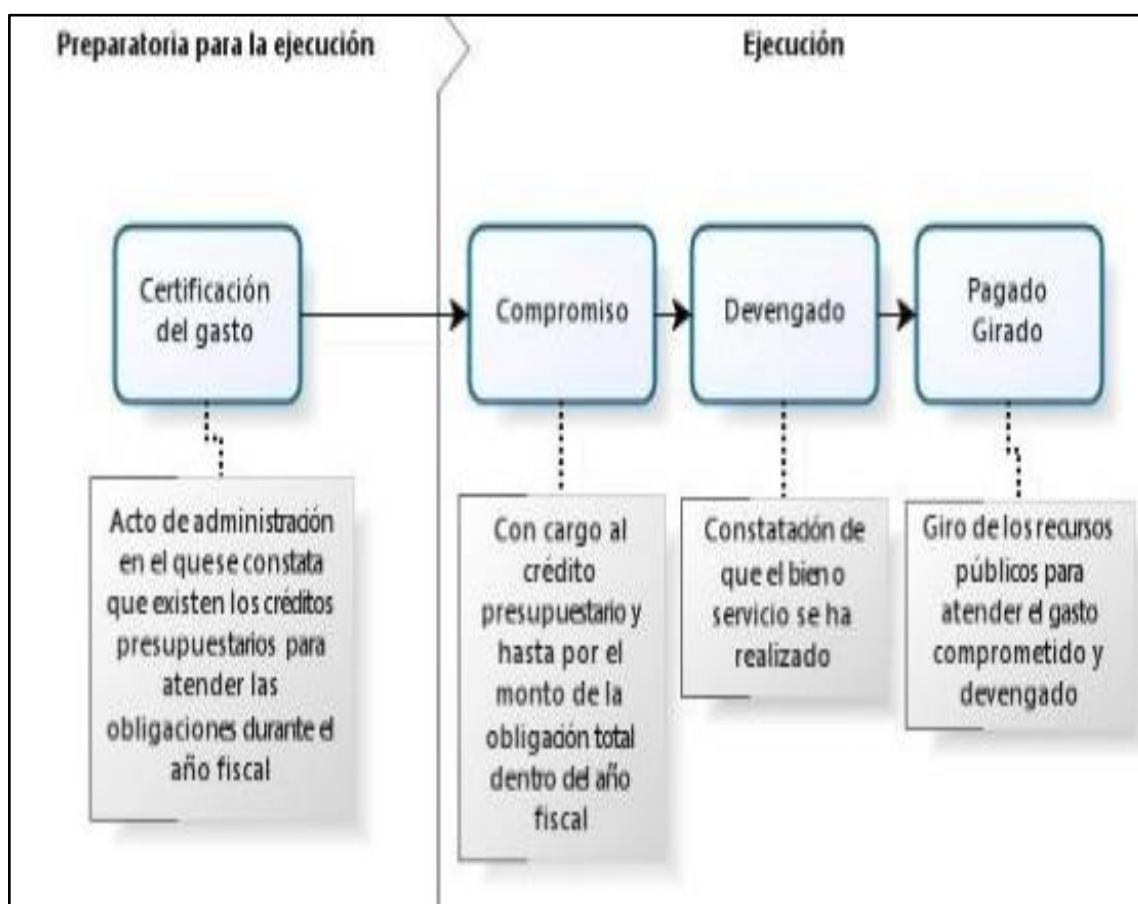 Preparatoria para la ejecución
Ejecución
Certificación
del gasto
Compromiso
Devengado
Pagado
Girado
Acto de administración
en el que se constata
que existen los créditos
presupuestarios para
atender las
obligaciones durante el
año fiscal
Con cargo al
crédito
presupuestario y
hasta por el
monto de la
obligación total
dentro del año
fiscal
Constatación de
que el bien o
servicio se ha
realizado
Giro de los recursos
públicos para
atender el gasto
comprometido y
devengado